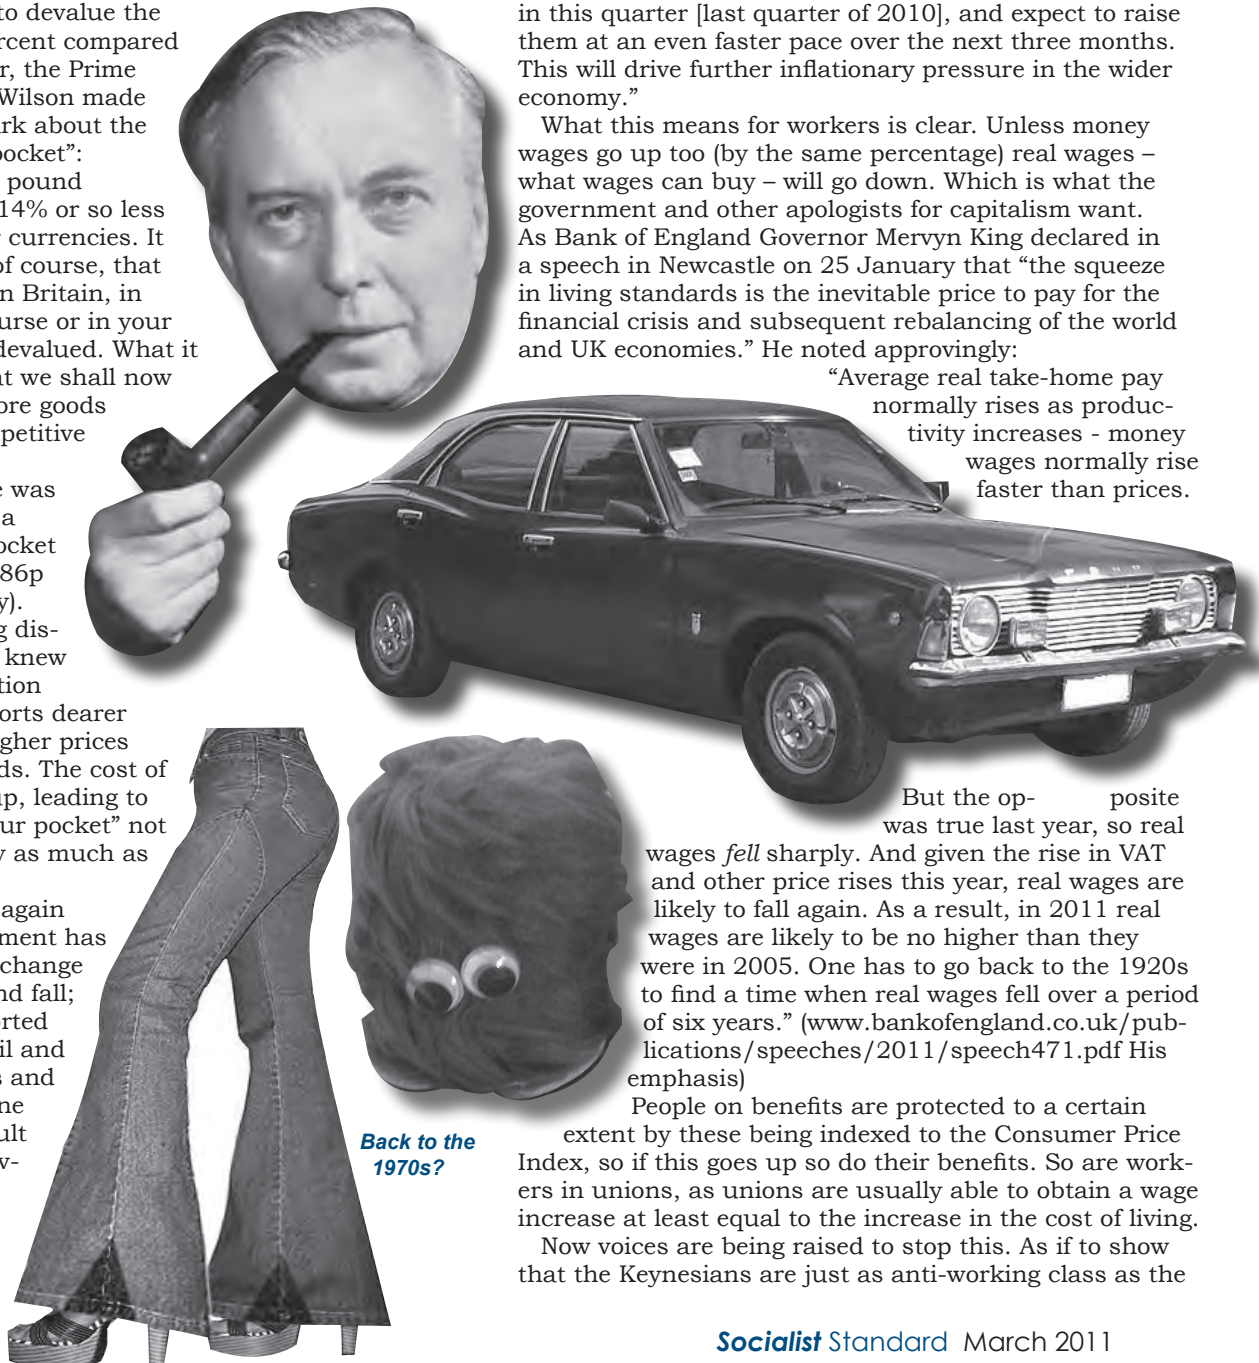 to devalue the
rcent compared
r, the Prime
Wilson made
rk about the
pocket":
pound
14% or so less
currencies. It
of course, that
n Britain, in
urse or in your
devalued. What it
at we shall now
ore goods
petitive
e was
a
ocket
86p
y).
g dis-
knew
tion
orts dearer
gher prices
ds. The cost of
up, leading to
ur pocket” not
y as much as
again
ment has
change
nd fall;
orted
il and
s and
ne
ult
v-
Back to the
1970s?
in this quarter [last quarter of 2010], and expect to raise
them at an even faster pace over the next three months.
This will drive further inflationary pressure in the wider
economy.”
What this means for workers is clear. Unless money
wages go up too (by the same percentage) real wages –
what wages can buy – will go down. Which is what the
government and other apologists for capitalism want.
As Bank of England Governor Mervyn King declared in
a speech in Newcastle on 25 January that “the squeeze
in living standards is the inevitable price to pay for the
financial crisis and subsequent rebalancing of the world
and UK economies.” He noted approvingly:
“Average real take-home pay
normally rises as produc-
tivity increases - money
wages normally rise
faster than prices.
FORD
But the op- posite
was true last year, so real
wages fell sharply. And given the rise in VAT
and other price rises this year, real wages are
likely to fall again. As a result, in 2011 real
wages are likely to be no higher than they
were in 2005. One has to go back to the 1920s
to find a time when real wages fell over a period
of six years.” (www.bankofengland.co.uk/pub-
lications/speeches/2011/speech471.pdf His
emphasis)
People on benefits are protected to a certain
extent by these being indexed to the Consumer Price
Index, so if this goes up so do their benefits. So are work-
ers in unions, as unions are usually able to obtain a wage
increase at least equal to the increase in the cost of living.
Now voices are being raised to stop this. As if to show
that the Keynesians are just as anti-working class as the
Socialist Standard March 2011